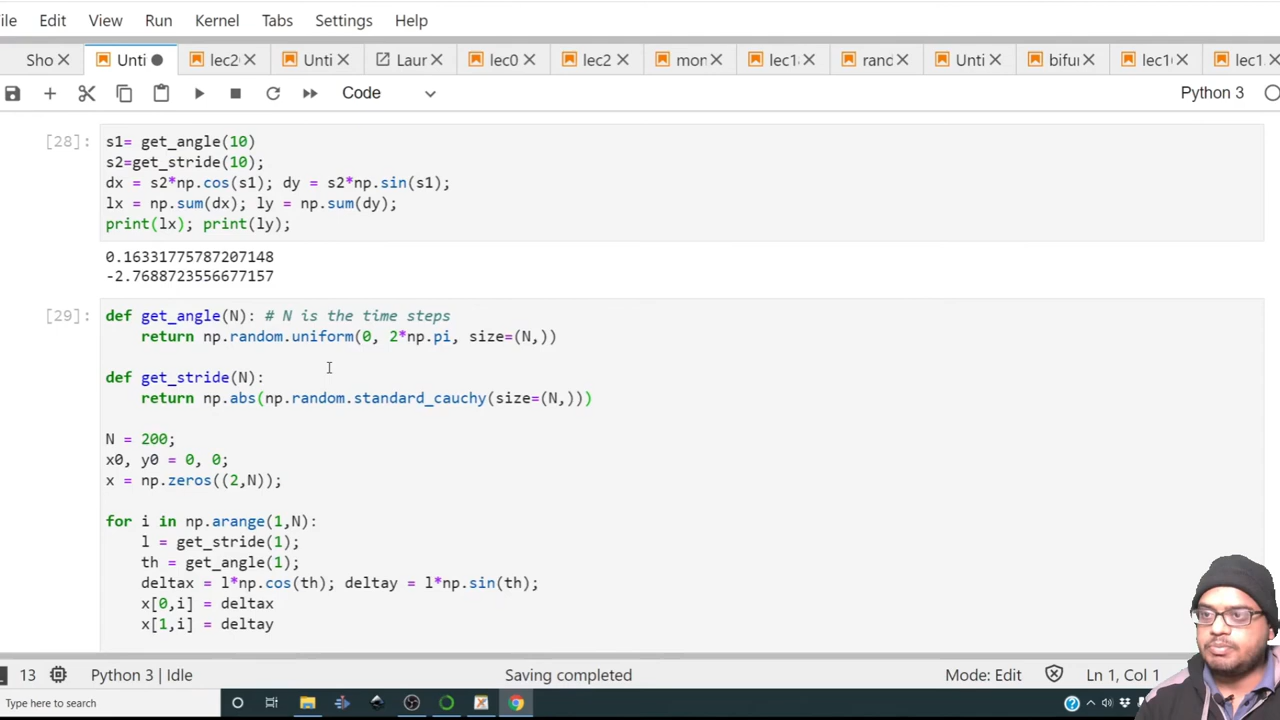 ile Edit View Run Kernel Tabs Settings Help
Sho Unti lec2 Unti Laur lec0 lec2 mor lec1 rand Unti bifur lec1 lec1
Code Python 3
[28]:
s1= get_angle(10)
s2=get_stride(10);
dx = s2*np.cos(s1); dy = s2*np.sin(s1);
lx = np.sum(dx); ly = np.sum(dy);
print(lx); print(ly);
0.16331775787207148
-2.7688723556677157
[29]:
def get_angle(N): # N is the time steps
return np.random.uniform(0, 2*np.pi, size=(N,))
def get_stride(N):
return np.abs(np.random.standard_cauchy(size=(N,)))
N = 200;
x0, y0 = 0, 0;
x = np.zeros((2,N));
for i in np.arange(1,N):
l = get_stride(1);
th = get_angle(1);
deltax = l*np.cos(th); deltay = l*np.sin(th);
x[0,i] = deltax
x[1,i] = deltay
13 Python 3 | Idle Saving completed Mode: Edit Ln 1, Col 1
Type here to search